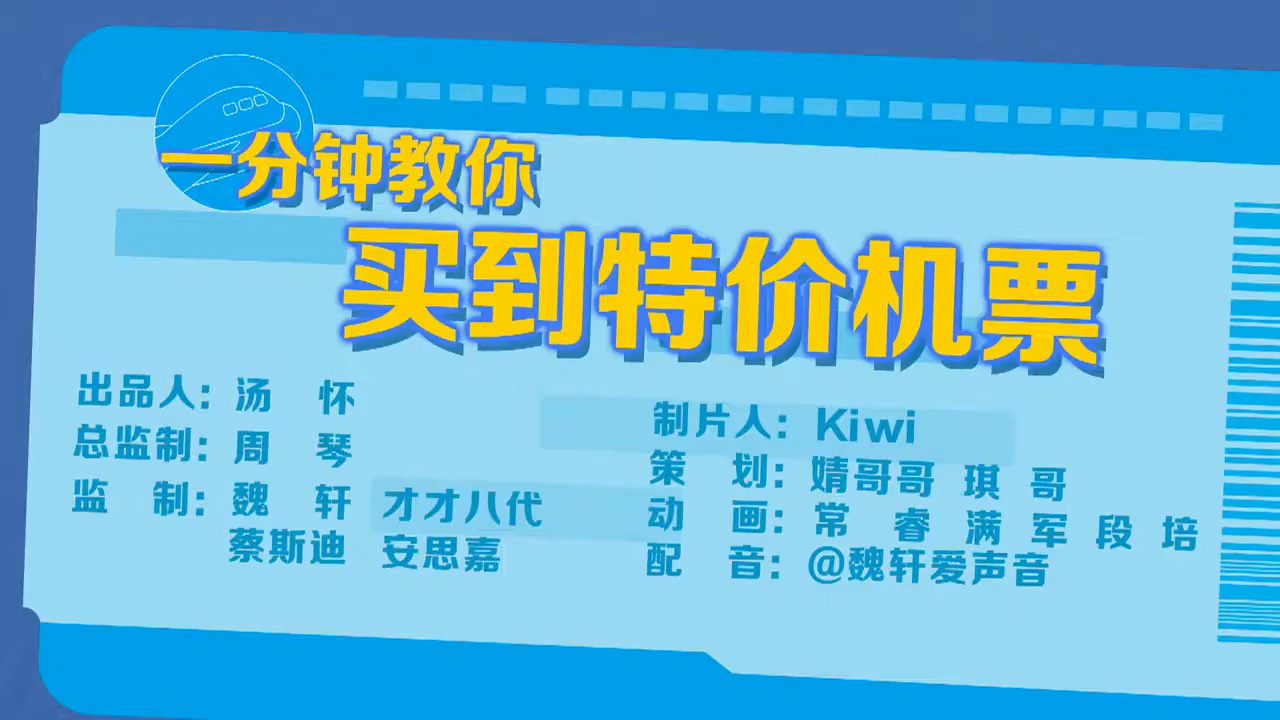 一分钟教你
买到特价机票
出品人：汤 怀
总监制：周 琴
监 制：魏 轩 才才八代
蔡斯迪 安思嘉
制片人：Kiwi
策 划：婧哥哥 琪 哥
动 画：常 睿 满 军 段 培
配 音：@魏轩爱声音